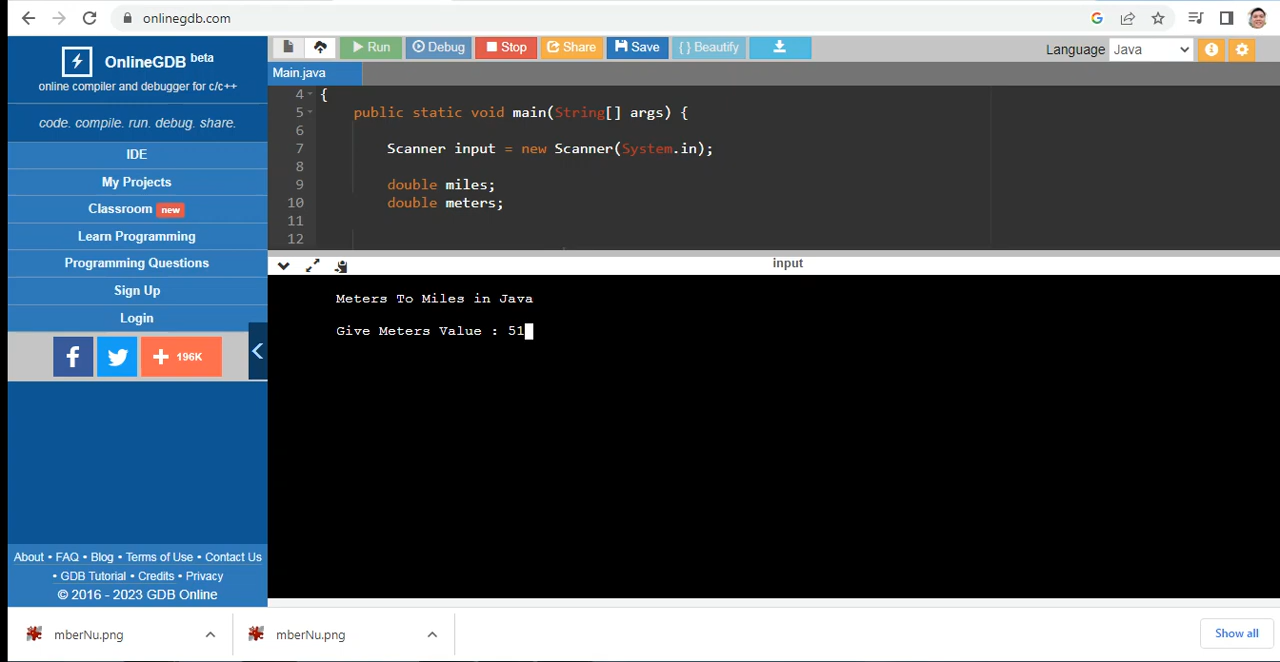 onlinegdb.com
OnlineGDB beta
online compiler and debugger for c/c++
code. compile. run. debug. share.
IDE
My Projects
Classroom new
Learn Programming
Programming Questions
Sign Up
Login
196K
About • FAQ • Blog • Terms of Use • Contact Us
• GDB Tutorial • Credits • Privacy
© 2016 - 2023 GDB Online
Run Debug Stop Share Save { } Beautify Language Java
Main.java
4 {
5 public static void main(String[] args) {
6
7 Scanner input = new Scanner(System.in);
8
9 double miles;
10 double meters;
11
12
input
Meters To Miles in Java
Give Meters Value : 51
mberNu.png mberNu.png Show all